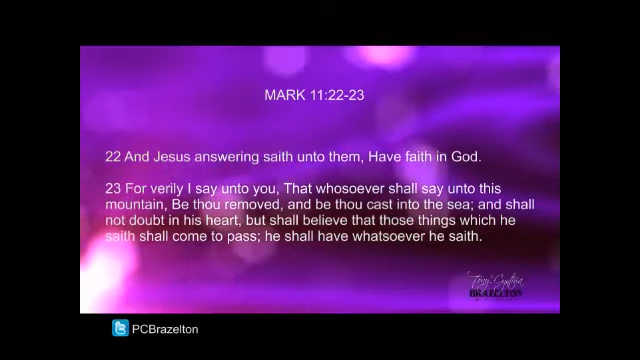 MARK 11:22-23
22 And Jesus answering saith unto them, Have faith in God.
23 For verily I say unto you, That whosoever shall say unto this
mountain, Be thou removed, and be thou cast into the sea; and shall
not doubt in his heart, but shall believe that those things which he
saith shall come to pass; he shall have whatsoever he saith.
Tony & Cynthia
BRAZELTON
PCBrazelton